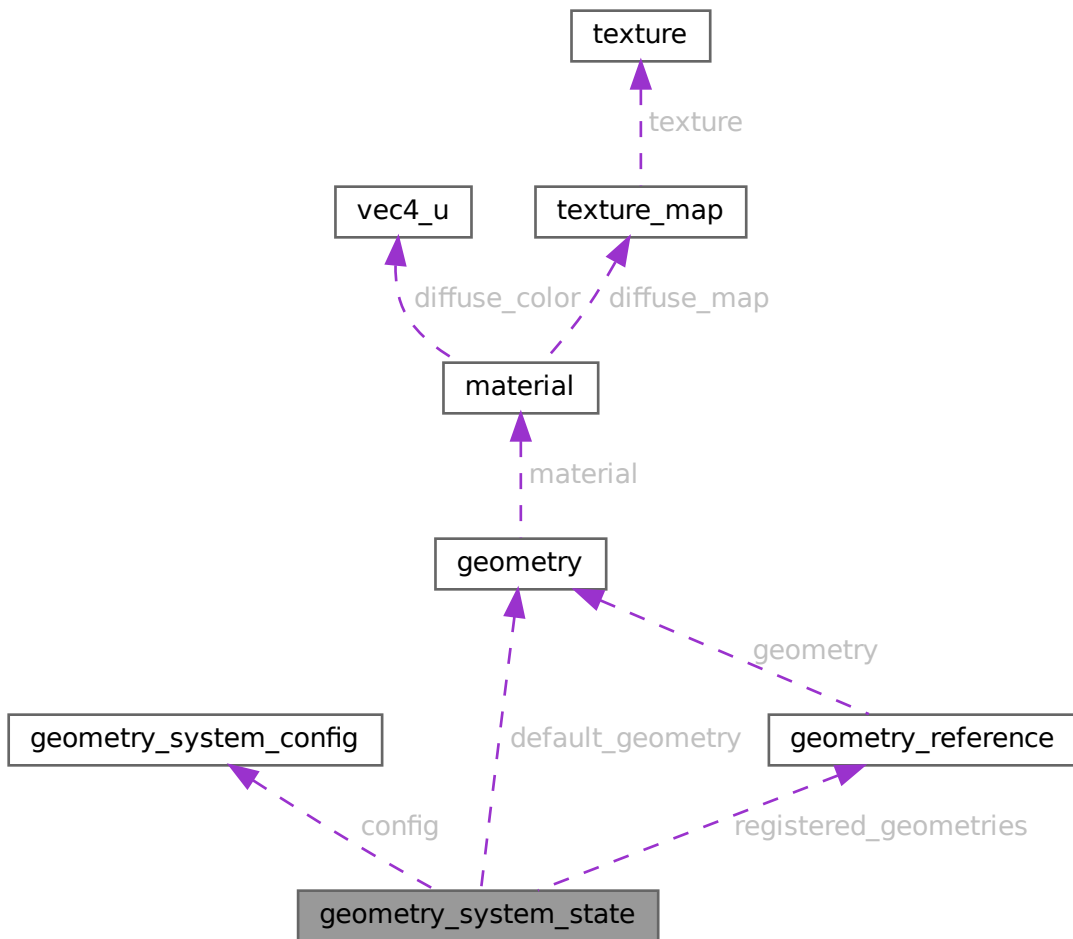 texture
texture
vec4_u
texture_map
diffuse_color
diffuse_map
material
material
geometry
geometry
geometry_system_config
default_geometry
geometry_reference
config
registered_geometries
geometry_system_state